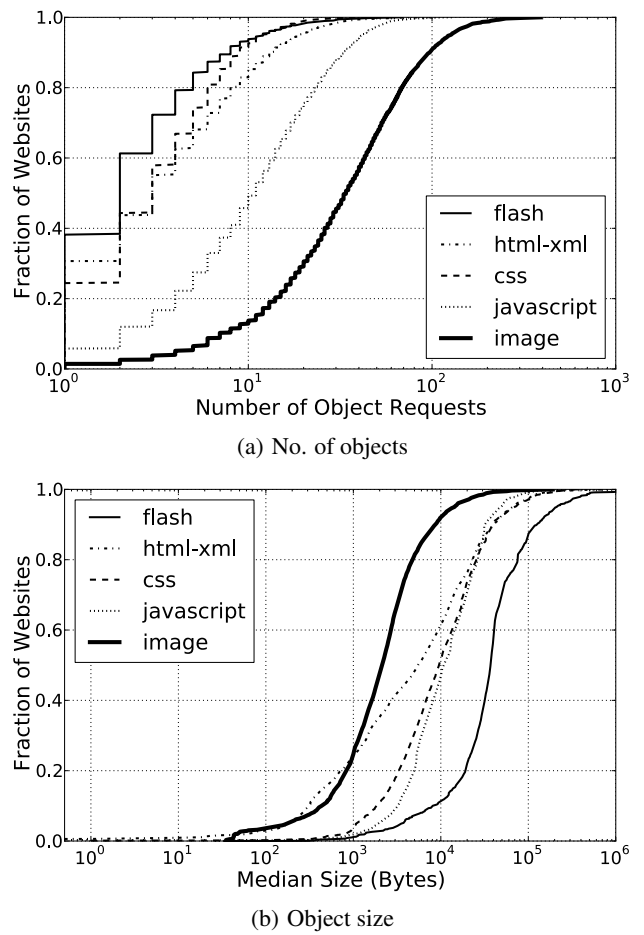 1.0
0.8
0.6
0.4
0.2
0.0
Fraction of Websites
flash
html-xml
css
javascript
image
10^0
10^1
10^2
10^3
Number of Object Requests
(a) No. of objects
1.0
0.8
0.6
0.4
0.2
0.0
Fraction of Websites
flash
html-xml
css
javascript
image
10^0
10^1
10^2
10^3
10^4
10^5
10^6
Median Size (Bytes)
(b) Object size